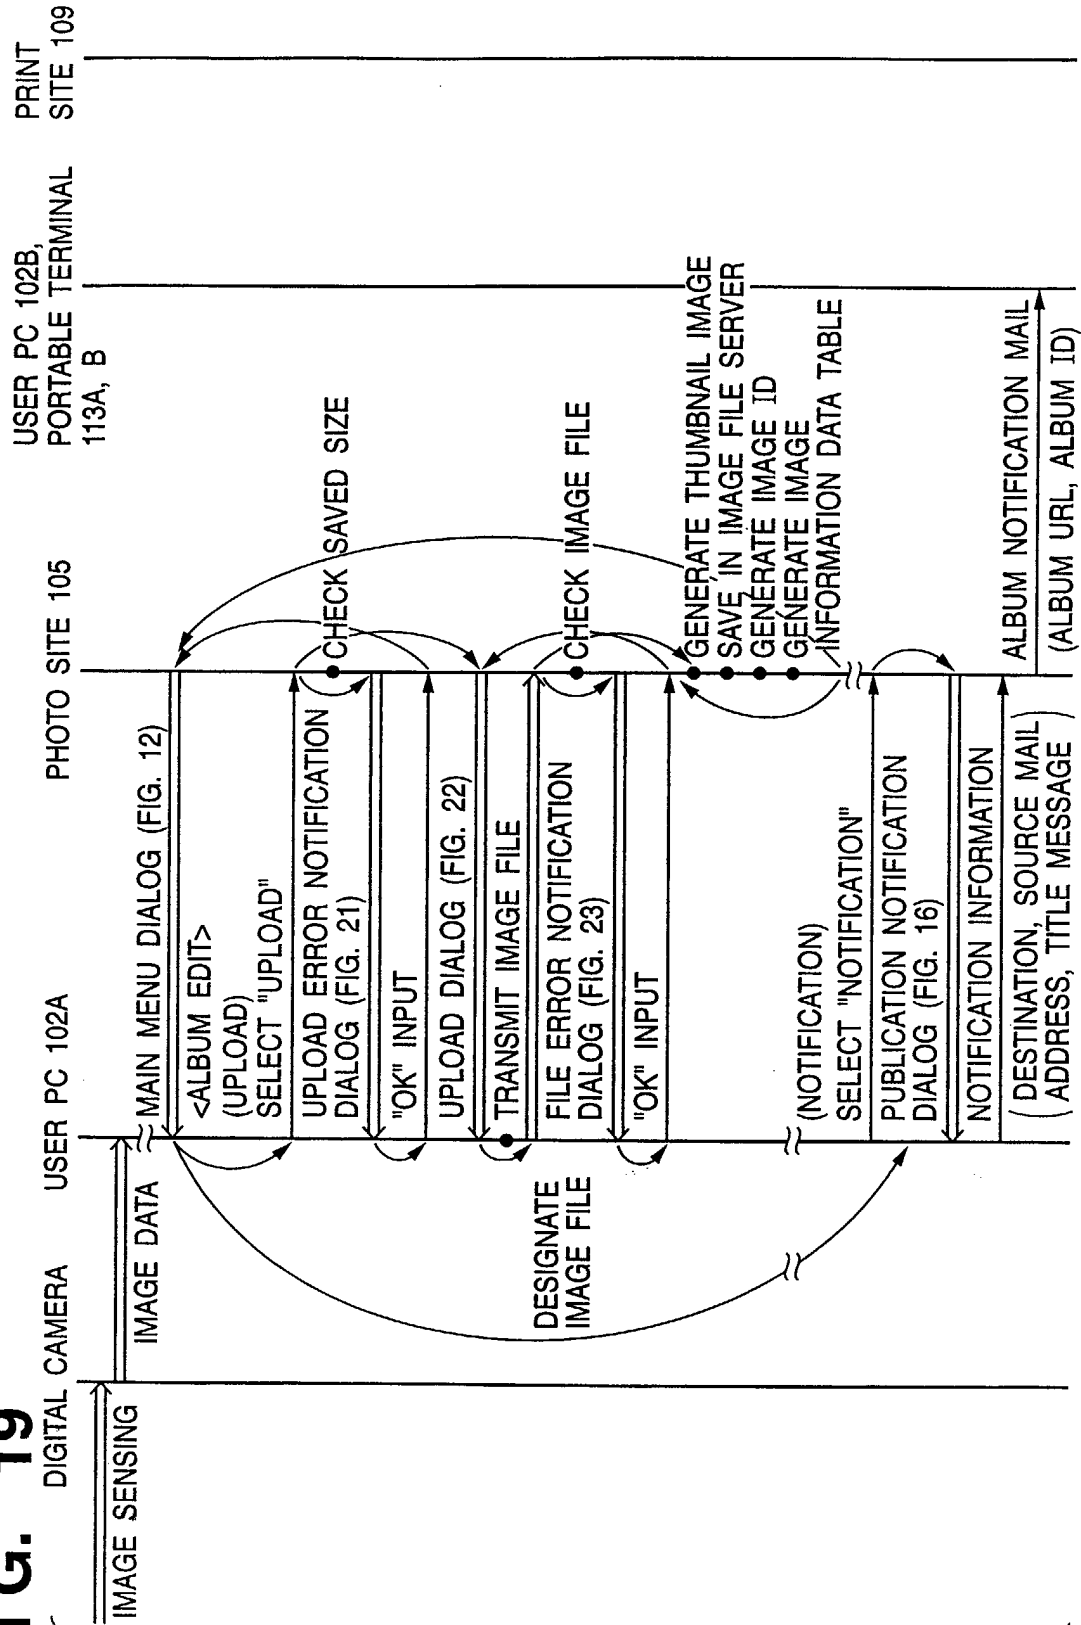 FIG. 19
DIGITAL CAMERA
USER PC 102A
PHOTO SITE 105
USER PC 102B,
PORTABLE TERMINAL
113A, B
PRINT
SITE 109
IMAGE SENSING
IMAGE DATA
MAIN MENU DIALOG (FIG. 12)
<ALBUM EDIT>
(UPLOAD)
SELECT "UPLOAD"
UPLOAD ERROR NOTIFICATION
DIALOG (FIG. 21)
CHECK SAVED SIZE
"OK" INPUT
UPLOAD DIALOG (FIG. 22)
TRANSMIT IMAGE FILE
DESIGNATE
IMAGE FILE
FILE ERROR NOTIFICATION
DIALOG (FIG. 23)
CHECK IMAGE FILE
"OK" INPUT
GENERATE THUMBNAIL IMAGE
SAVE IN IMAGE FILE SERVER
GENERATE IMAGE ID
GENERATE IMAGE
INFORMATION DATA TABLE
(NOTIFICATION)
SELECT "NOTIFICATION"
PUBLICATION NOTIFICATION
DIALOG (FIG. 16)
NOTIFICATION INFORMATION
(DESTINATION, SOURCE MAIL
ADDRESS, TITLE MESSAGE)
ALBUM NOTIFICATION MAIL
(ALBUM URL, ALBUM ID)